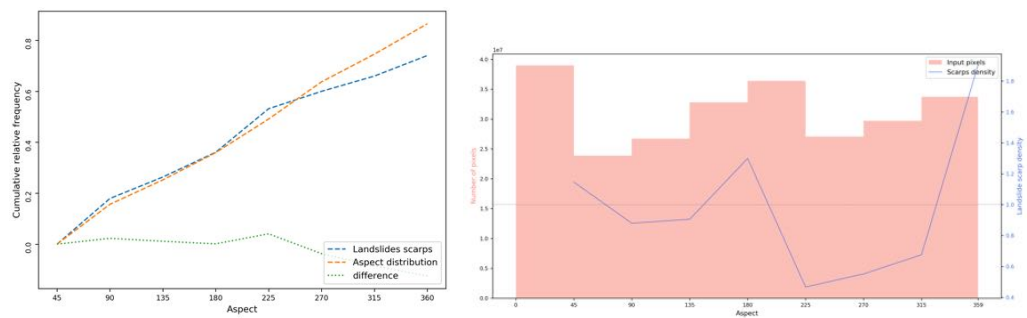 Cumulative relative frequency
0.8
0.6
0.4
0.2
0.0
Landslides scarps
Aspect distribution
difference
45 90 135 180 225 270 315 360
Aspect
1e7
Number of pixels
4.0
3.5
3.0
2.5
2.0
1.5
1.0
0.5
0.0
Input pixels
Scarps density
0 45 90 135 180 225 270 315 359
Aspect
1.8
1.6
1.4
1.2
1.0
0.8
0.6
0.4
Landslide scarp density